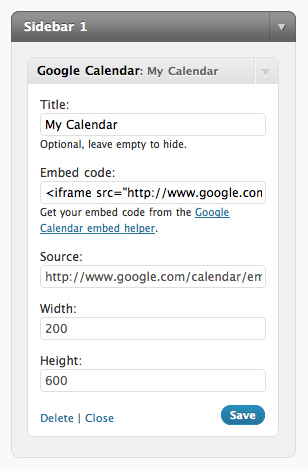 Sidebar 1
Google Calendar: My Calendar
Title:
My Calendar
Optional, leave empty to hide.
Embed code:
<iframe src="http://www.google.con
Get your embed code from the Google
Calendar embed helper.
Source:
http://www.google.com/calendar/em
Width:
200
Height:
600
Delete | Close
Save